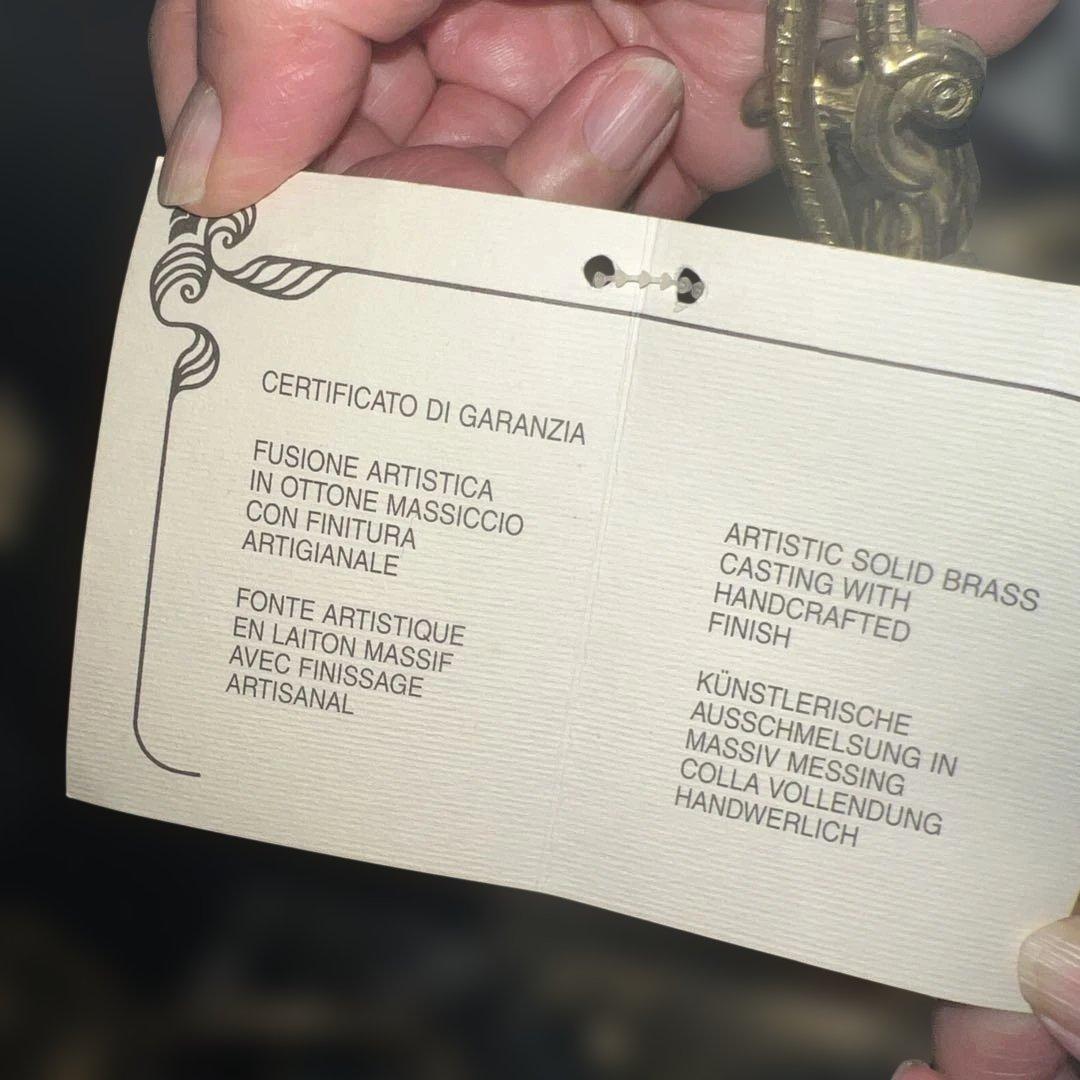 CERTIFICATO DI GARANZIA
FUSIONE ARTISTICA
IN OTTONE MASSICCIO
CON FINITURA
ARTIGIANALE
FONTE ARTISTIQUE
EN LAITON MASSIF
AVEC FINISSAGE
ARTISANAL
ARTISTIC SOLID BRASS
CASTING WITH
HANDCRAFTED
FINISH
KÜNSTLERISCHE
AUSSCHMELSUNG IN
MASSIV MESSING
COLLA VOLLENDUNG
HANDWERLICH